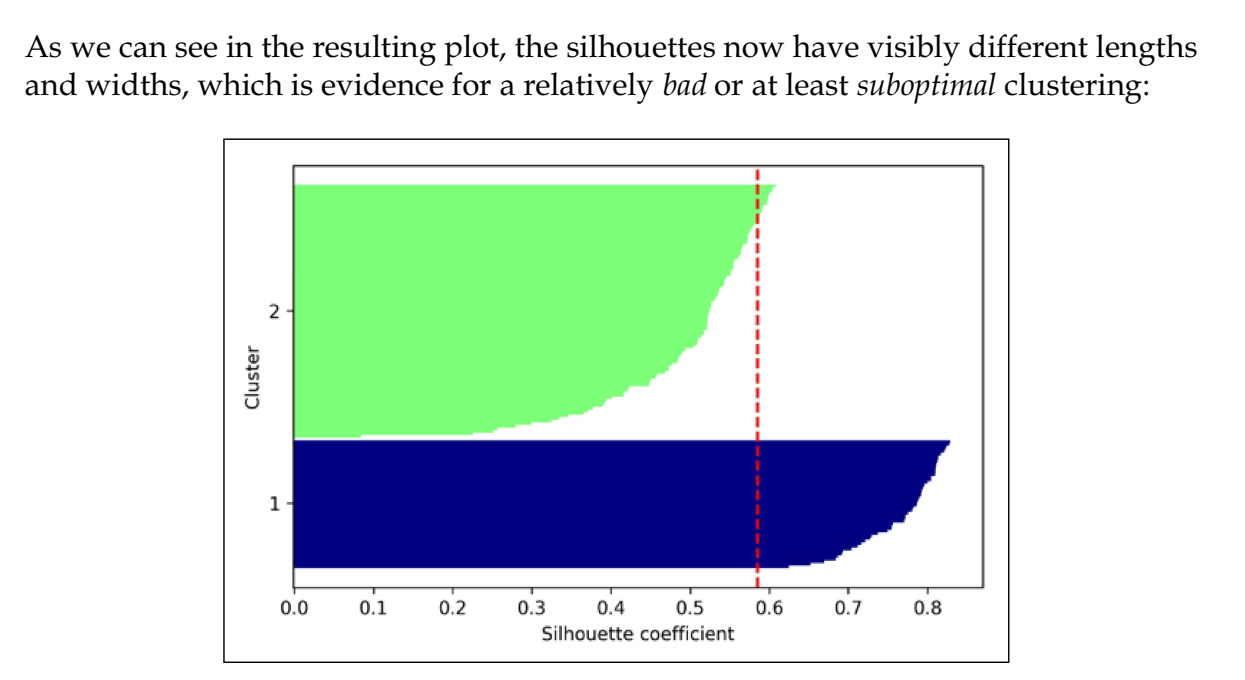 As we can see in the resulting plot, the silhouettes now have visibly different lengths
and widths, which is evidence for a relatively bad or at least suboptimal clustering:
2
Cluster
1
0.0 0.1 0.2 0.3 0.4 0.5 0.6 0.7 0.8
Silhouette coefficient